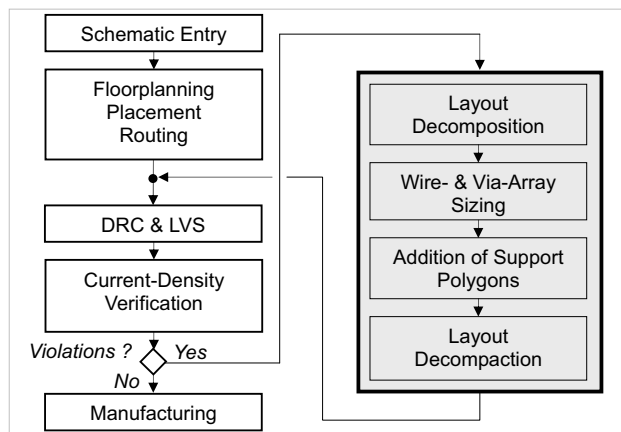 Schematic Entry
Floorplanning
Placement
Routing
DRC & LVS
Current-Density
Verification
Violations ?
Yes
No
Manufacturing
Layout
Decomposition
Wire- & Via-Array
Sizing
Addition of Support
Polygons
Layout
Decompaction